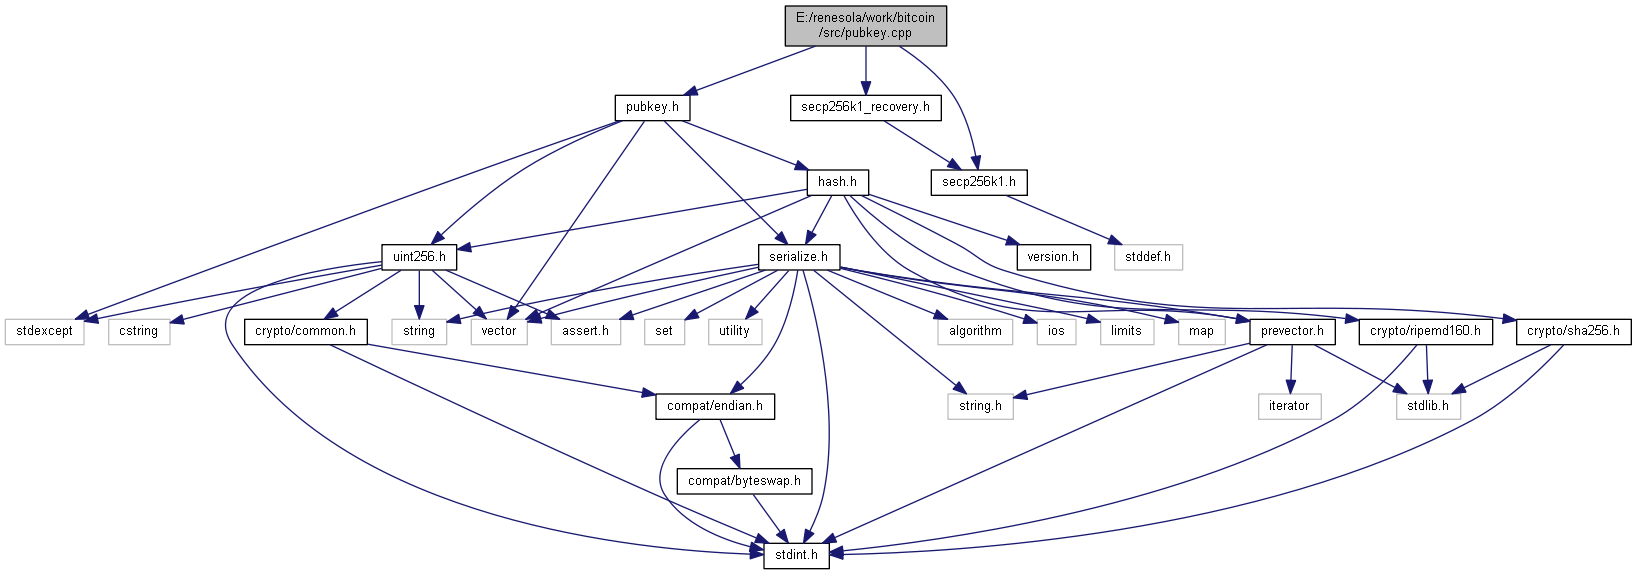 E:/renesola/work/bitcoin
/src/pubkey.cpp
pubkey.h
secp256k1_recovery.h
hash.h
secp256k1.h
uint256.h
serialize.h
version.h
stddef.h
stdexcept
cstring
crypto/common.h
string
vector
assert.h
set
utility
algorithm
ios
limits
map
prevector.h
crypto/ripemd160.h
crypto/sha256.h
compat/endian.h
string.h
iterator
stdlib.h
compat/byteswap.h
stdint.h